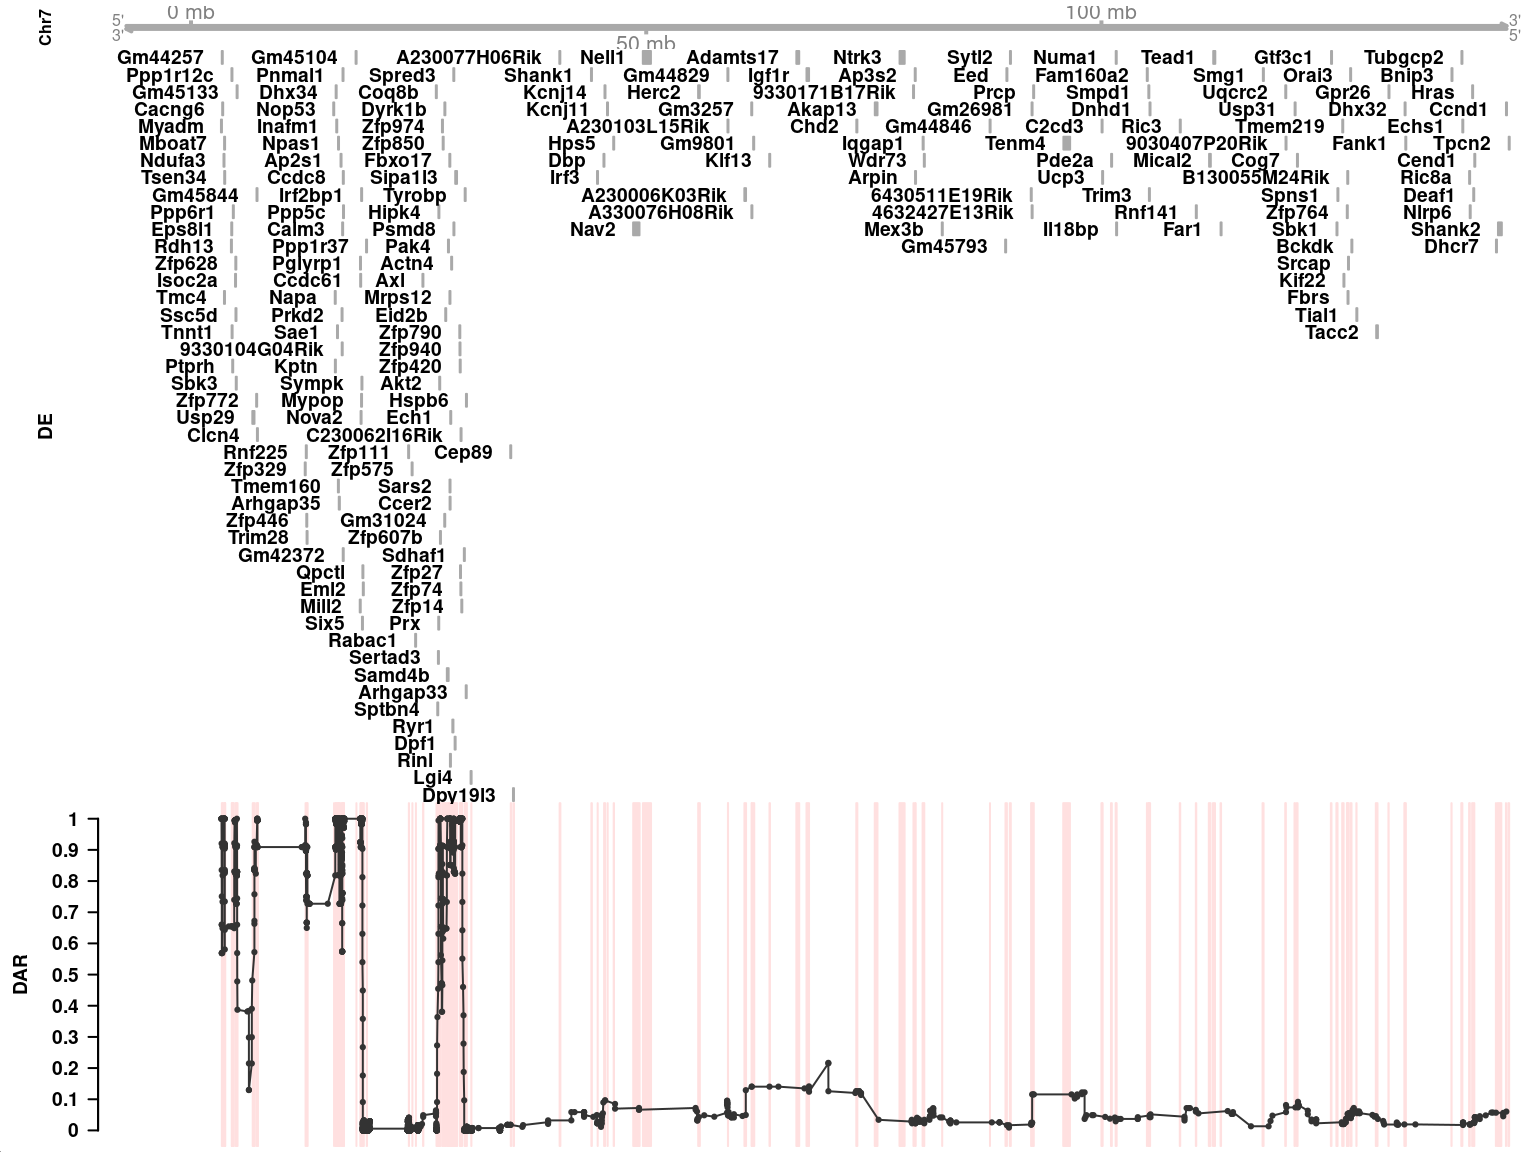 Chr7
0 mb 100 mb
5' 3'
3' 5'
50 mb
DE
Gm44257 Gm45104 A230077H06Rik Nell1 Adamts17 Ntrk3 Sytl2 Numa1 Tead1 Gtf3c1 Tubgcp2
Ppp1r12c Pnmal1 Spred3 Shank1 Gm44829 Igf1r Ap3s2 Eed Fam160a2 Smg1 Orai3 Bnip3
Gm45133 Dhx34 Coq8b Kcnj14 Herc2 9330171B17Rik Prcp Smpd1 Uqcrc2 Gpr26 Hras
Cacng6 Nop53 Dyrk1b Kcnj11 Gm3257 Akap13 Gm26981 Dnhd1 Usp31 Dhx32 Ccnd1
Myadm Inafm1 Zfp974 A230103L15Rik Chd2 Gm44846 C2cd3 Ric3 Tmem219 Echs1
Mboat7 Npas1 Zfp850 Hps5 Gm9801 Iqgap1 Tenm4 9030407P20Rik Fank1 Tpcn2
Ndufa3 Ap2s1 Fbxo17 Dbp Klf13 Wdr73 Pde2a Mical2 Cog7 Cend1
Tsen34 Ccdc8 Sipa1l3 Irf3 Arpin Ucp3 B130055M24Rik Ric8a
Gm45844 Irf2bp1 Tyrobp A230006K03Rik 6430511E19Rik Trim3 Spns1 Deaf1
Ppp6r1 Ppp5c Hipk4 A330076H08Rik 4632427E13Rik Rnf141 Zfp764 Nlrp6
Eps8l1 Calm3 Psmd8 Nav2 Mex3b Il18bp Far1 Sbk1 Shank2
Rdh13 Ppp1r37 Pak4 Gm45793 Bckdk Dhcr7
Zfp628 Pglyrp1 Actn4 Srcap
Isoc2a Ccdc61 Axl Kif22
Tmc4 Napa Mrps12 Fbrs
Ssc5d Prkd2 Eid2b Tial1
Tnnt1 Sae1 Zfp790 Tacc2
9330104G04Rik Zfp940
Ptprh Kptn Zfp420
Sbk3 Sympk Akt2
Zfp772 Mypop Hspb6
Usp29 Nova2 Ech1
Clcn4 C230062I16Rik
Rnf225 Zfp111 Cep89
Zfp329 Zfp575
Tmem160 Sars2
Arhgap35 Ccer2
Zfp446 Gm31024
Trim28 Zfp607b
Gm42372 Sdhaf1
Qpctl Zfp27
Eml2 Zfp74
Mill2 Zfp14
Six5 Prx
Rabac1
Sertad3
Samd4b
Arhgap33
Sptbn4
Ryr1
Dpf1
Rinl
Lgi4
Dpy19l3
DAR
1
0.9
0.8
0.7
0.6
0.5
0.4
0.3
0.2
0.1
0